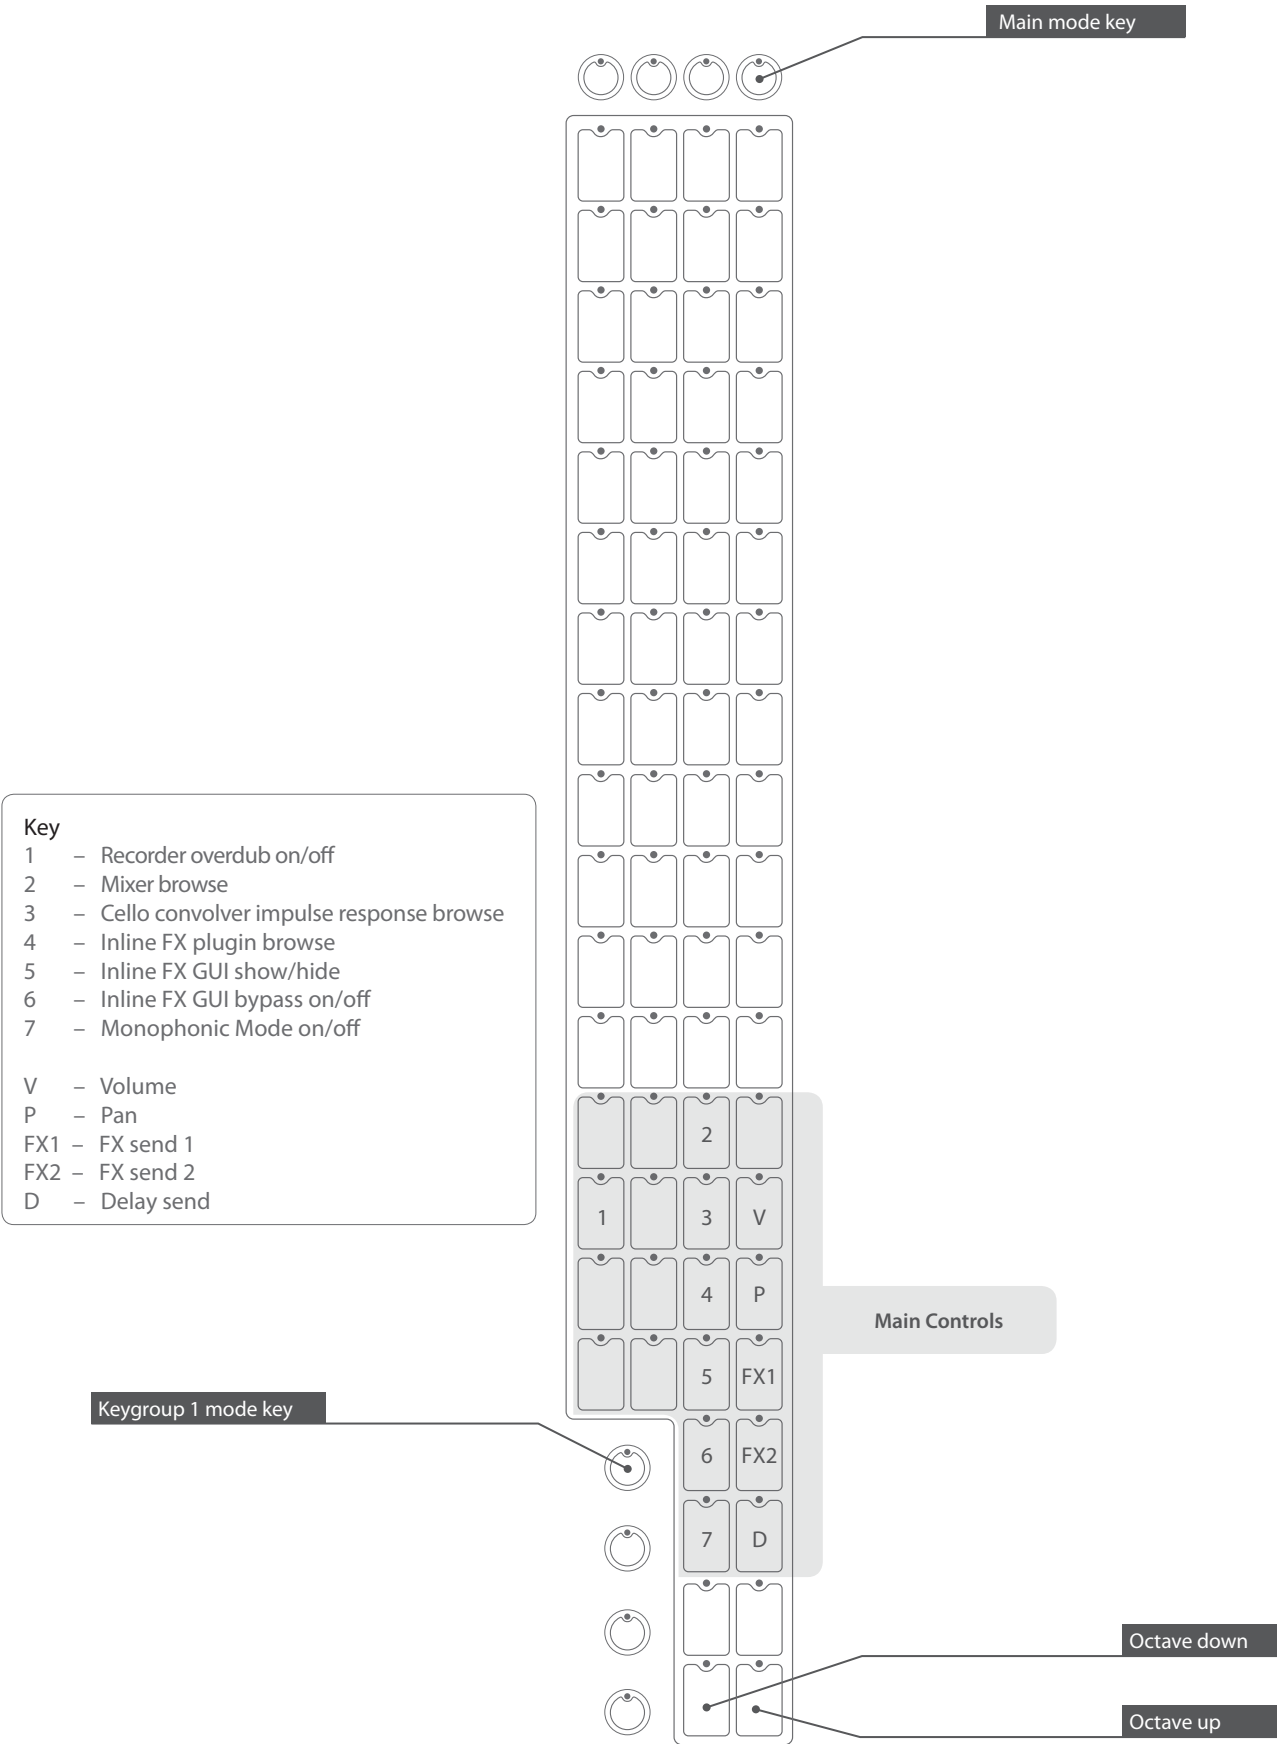 Main mode key
Key
1 – Recorder overdub on/off
2 – Mixer browse
3 – Cello convolver impulse response browse
4 – Inline FX plugin browse
5 – Inline FX GUI show/hide
6 – Inline FX GUI bypass on/off
7 – Monophonic Mode on/off
V – Volume
P – Pan
FX1 – FX send 1
FX2 – FX send 2
D – Delay send
2
1 3 V
4 P
Main Controls
5 FX1
Keygroup 1 mode key
6 FX2
7 D
Octave down
Octave up